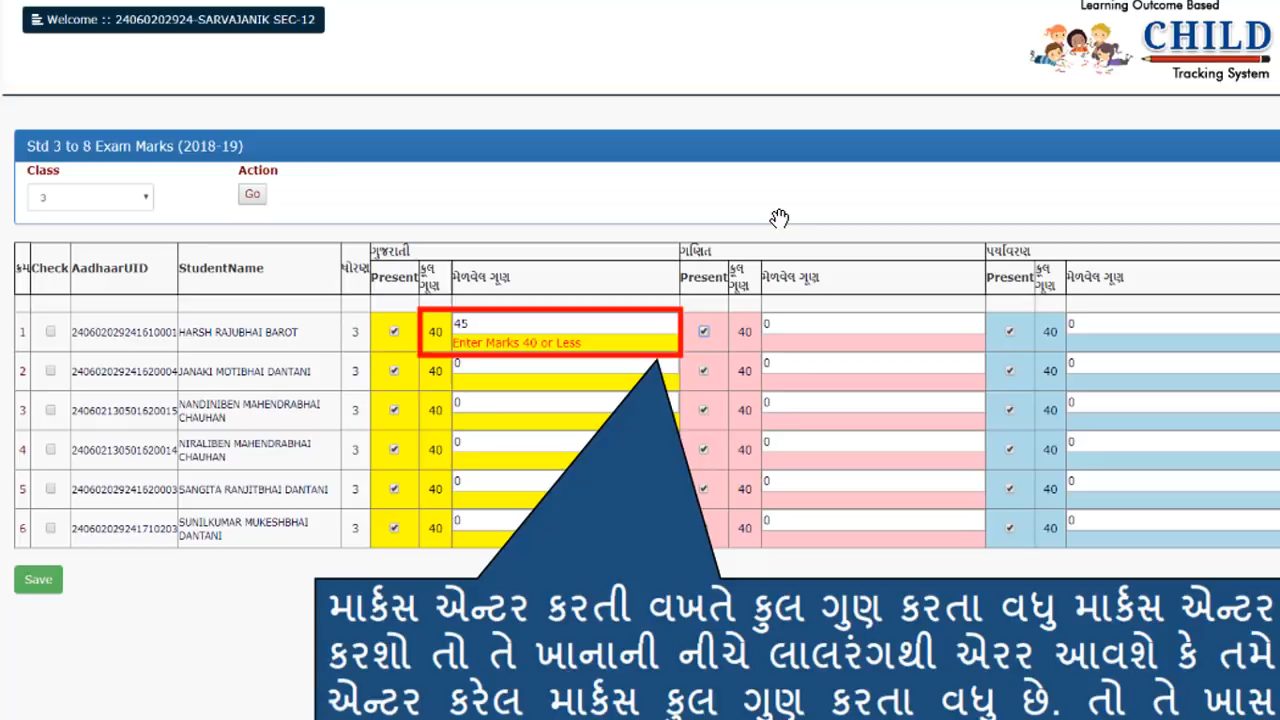 Welcome :: 24060202924-SARVAJANIK SEC-12
Learning Outcome Based
CHILD
Tracking System
Std 3 to 8 Exam Marks (2018-19)
Class Action
3 Go
ગુજરાતી ગણિત પર્યાવરણ
ક્રમ Check AadhaarUID StudentName ધોરણ Present કૂલ ગૂણ મેળવેલ ગૂણ Present કૂલ ગૂણ મેળવેલ ગૂણ Present કૂલ ગૂણ મેળવેલ ગૂણ
1 240602029241610001 HARSH RAJUBHAI BAROT 3 40 45 40 0 40 0
Enter Marks 40 or Less
2 240602029241620004 JANAKI MOTIBHAI DANTANI 3 40 0 40 0 40 0
3 240602130501620015 NANDINIBEN MAHENDRABHAI CHAUHAN 3 40 0 40 0 40 0
4 240602130501620014 NIRALIBEN MAHENDRABHAI CHAUHAN 3 40 0 40 0 40 0
5 240602029241620003 SANGITA RANJITBHAI DANTANI 3 40 0 40 0 40 0
6 240602029241710203 SUNILKUMAR MUKESHBHAI DANTANI 3 40 0 40 0 40 0
Save
માર્કસ એન્ટર કરતી વખતે કુલ ગુણ કરતા વધુ માર્કસ એન્ટર
કરશો તો તે ખાનાની નીચે લાલરંગથી એરર આવશે કે તમે
એન્ટર કરેલ માર્કસ કુલ ગુણ કરતા વધુ છે. તો તે ખાસ